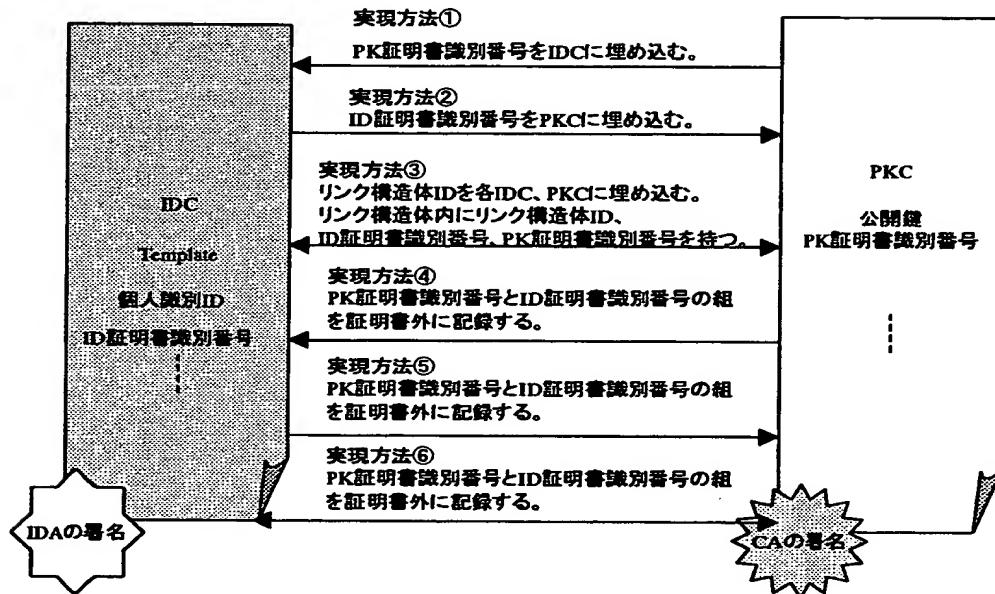 実現方法①
PK証明書識別番号をIDCに埋め込む。
実現方法②
ID証明書識別番号をPKCに埋め込む。
実現方法③
リンク構造体IDを各IDC、PKCに埋め込む。
リンク構造体内にリンク構造体ID、
ID証明書識別番号、PK証明書識別番号を持つ。
実現方法④
PK証明書識別番号とID証明書識別番号の組
を証明書外に記録する。
実現方法⑤
PK証明書識別番号とID証明書識別番号の組
を証明書外に記録する。
実現方法⑥
PK証明書識別番号とID証明書識別番号の組
を証明書外に記録する。
IDC
Template
個人識別ID
ID証明書識別番号
IDAの署名
PKC
公開鍵
PK証明書識別番号
CAの署名